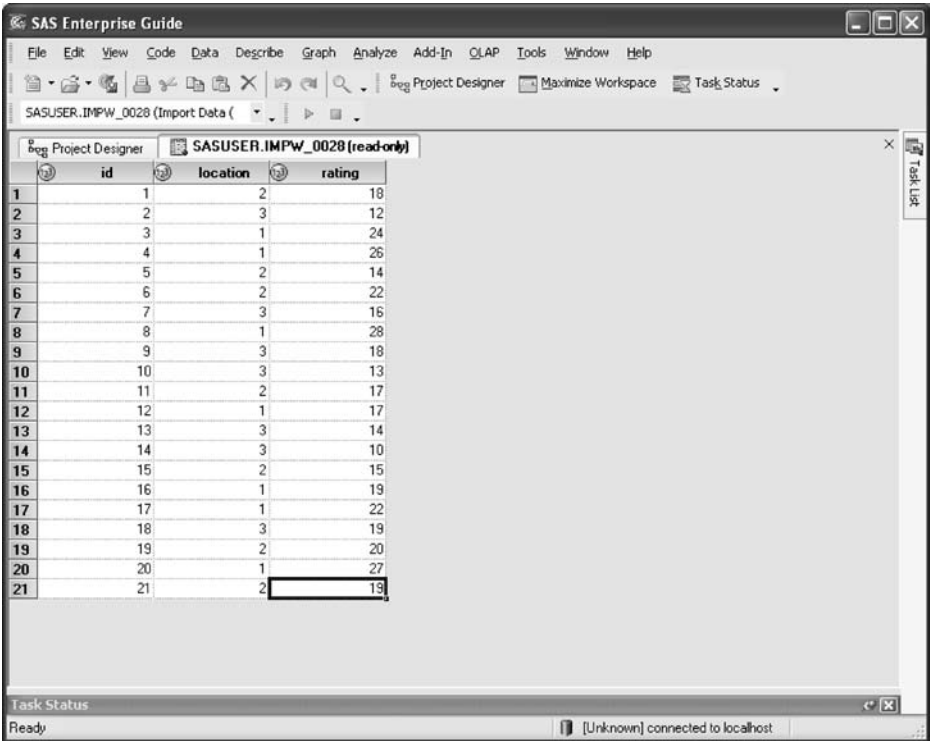 SAS Enterprise Guide
File Edit View Code Data Describe Graph Analyze Add-In OLAP Tools Window Help
Project Designer Maximize Workspace Task Status
SASUSER.IMPW_0028 (Import Data (
Project Designer SASUSER.IMPW_0028 (read-only)
Task List
id location rating
1 1 2 18
2 2 3 12
3 3 1 24
4 4 1 26
5 5 2 14
6 6 2 22
7 7 3 16
8 8 1 28
9 9 3 18
10 10 3 13
11 11 2 17
12 12 1 17
13 13 3 14
14 14 3 10
15 15 2 15
16 16 1 19
17 17 1 22
18 18 3 19
19 19 2 20
20 20 1 27
21 21 2 19
Task Status
Ready [Unknown] connected to localhost